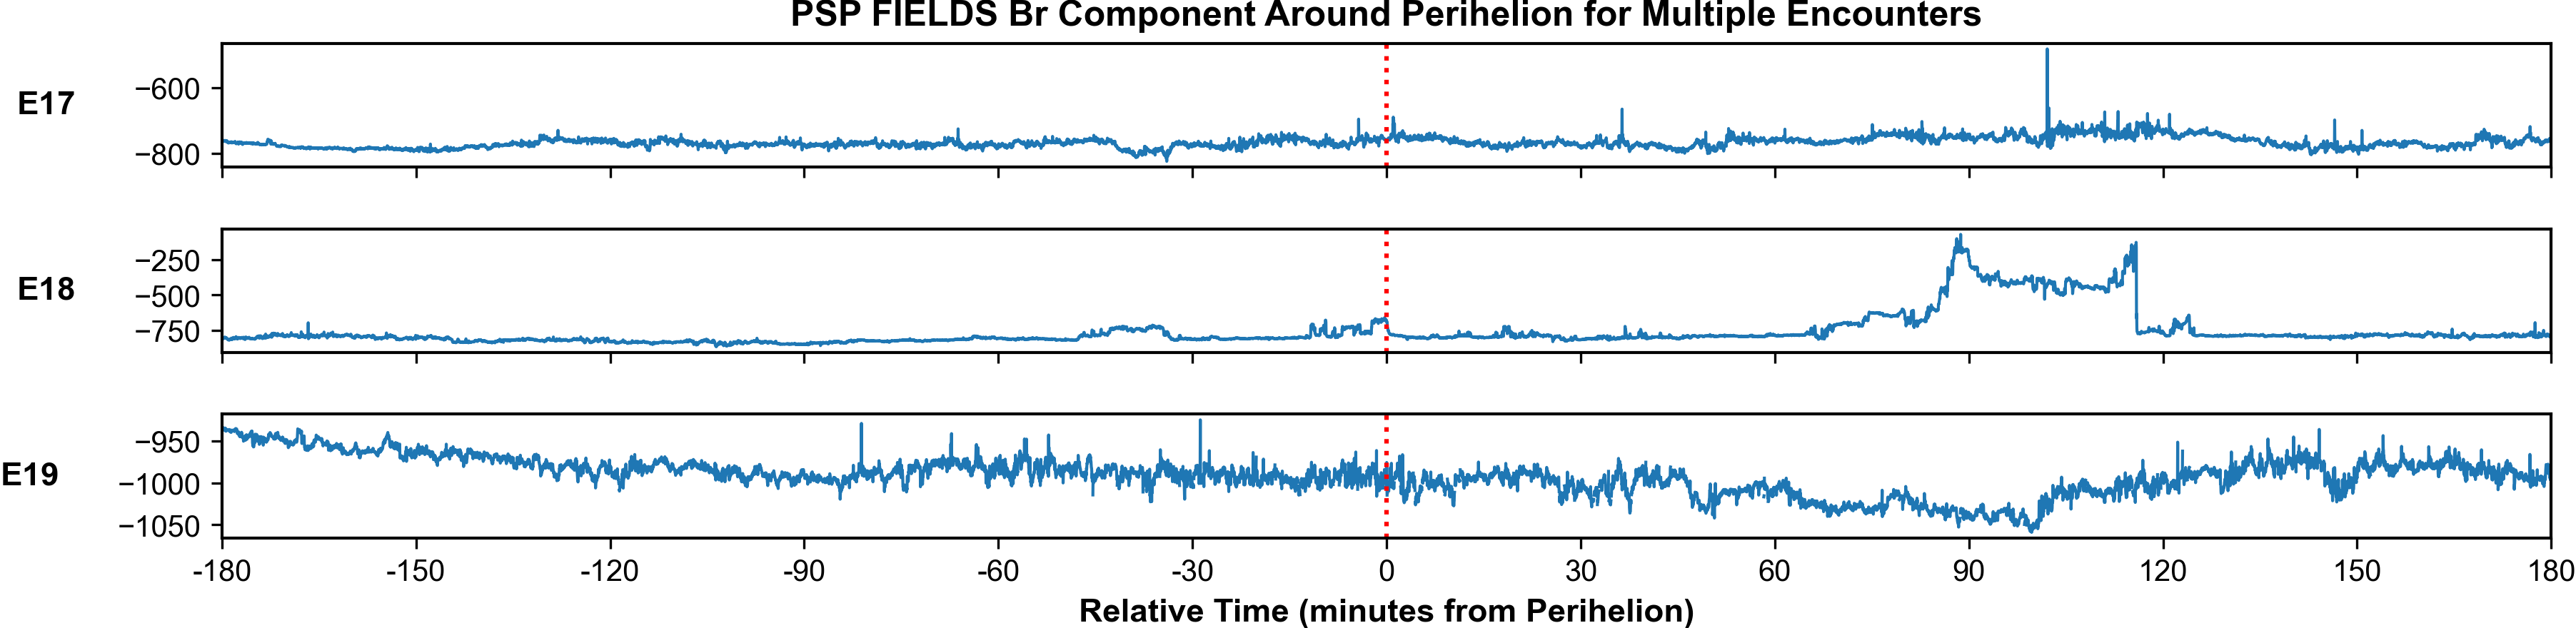 PSP FIELDS Br Component Around Perihelion for Multiple Encounters
E17
−600
−800
E18
−250
−500
−750
E19
−950
−1000
−1050
-180 -150 -120 -90 -60 -30 0 30 60 90 120 150 180
Relative Time (minutes from Perihelion)